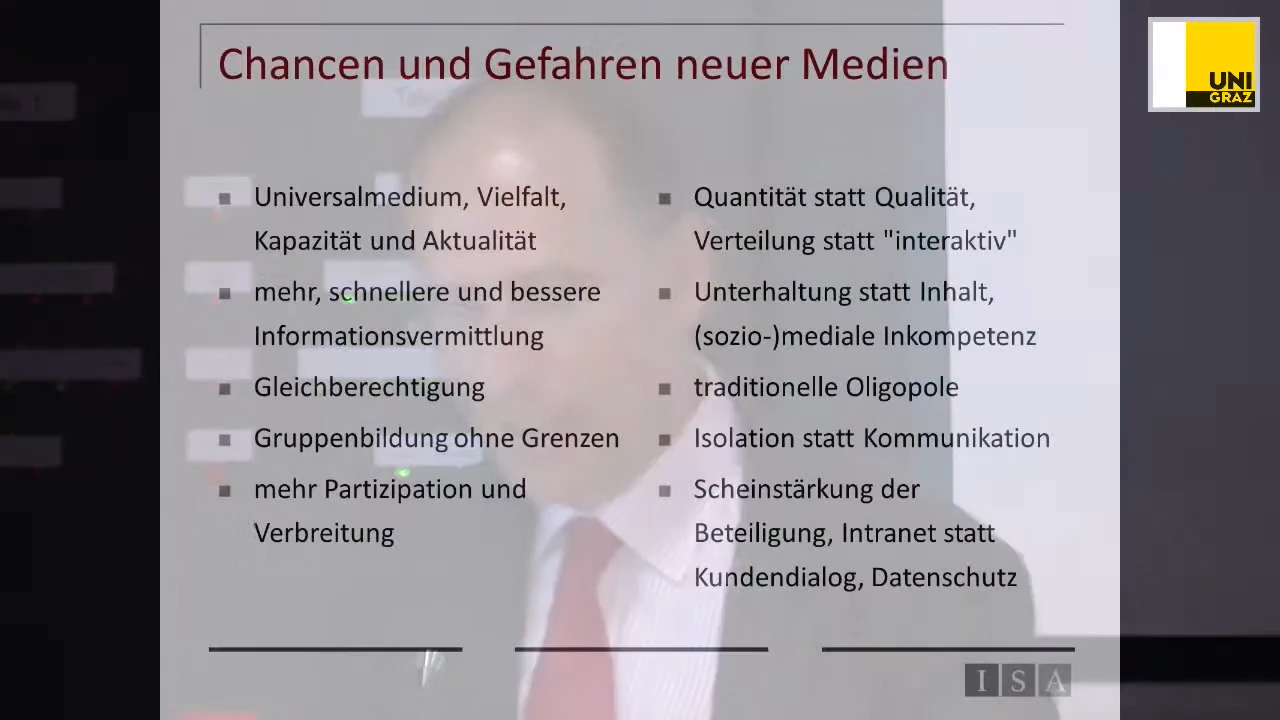 Chancen und Gefahren neuer Medien
UNI
GRAZ
Universalmedium, Vielfalt,
Kapazität und Aktualität
mehr, schnellere und bessere
Informationsvermittlung
Gleichberechtigung
Gruppenbildung ohne Grenzen
mehr Partizipation und
Verbreitung
Quantität statt Qualität,
Verteilung statt "interaktiv"
Unterhaltung statt Inhalt,
(sozio-)mediale Inkompetenz
traditionelle Oligopole
Isolation statt Kommunikation
Scheinstärkung der
Beteiligung, Intranet statt
Kundendialog, Datenschutz
I S A